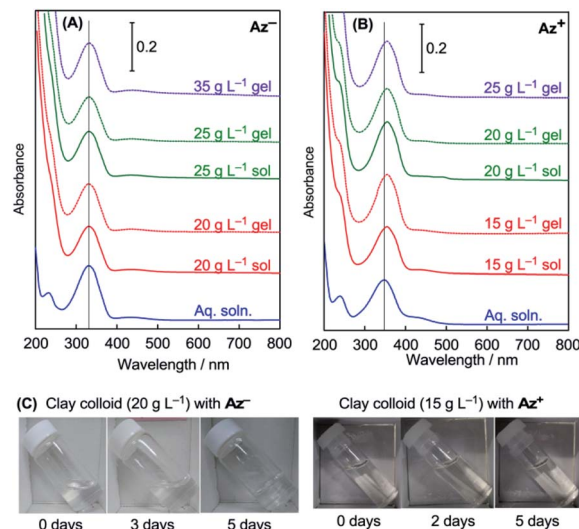 (A)
Az⁻
0.2
35 g L⁻¹ gel
25 g L⁻¹ gel
25 g L⁻¹ sol
20 g L⁻¹ gel
20 g L⁻¹ sol
Aq. soln.
Absorbance
200 300 400 500 600 700 800
Wavelength / nm
(B)
Az⁺
0.2
25 g L⁻¹ gel
20 g L⁻¹ gel
20 g L⁻¹ sol
15 g L⁻¹ gel
15 g L⁻¹ sol
Aq. soln.
Absorbance
200 300 400 500 600 700 800
Wavelength / nm
(C) Clay colloid (20 g L⁻¹) with Az⁻
0 days 3 days 5 days
Clay colloid (15 g L⁻¹) with Az⁺
0 days 2 days 5 days